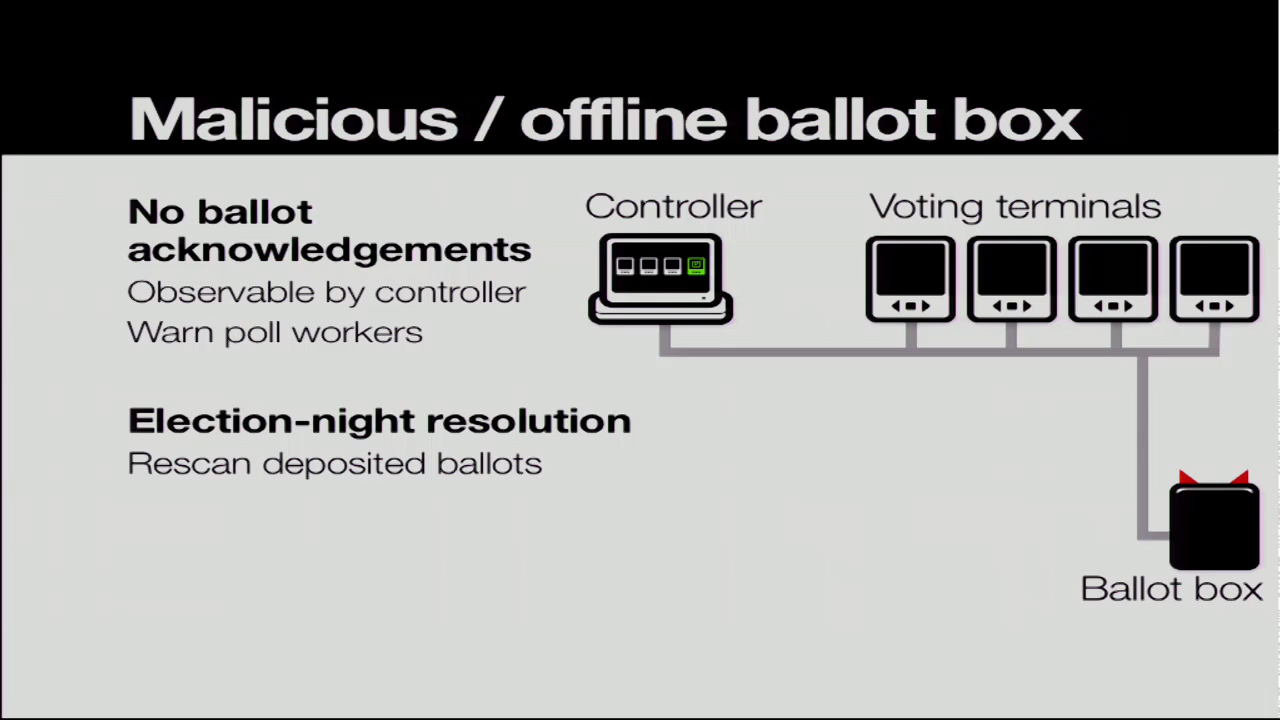 Malicious / offline ballot box
No ballot
acknowledgements
Observable by controller
Warn poll workers
Election-night resolution
Rescan deposited ballots
Controller
Voting terminals
Ballot box